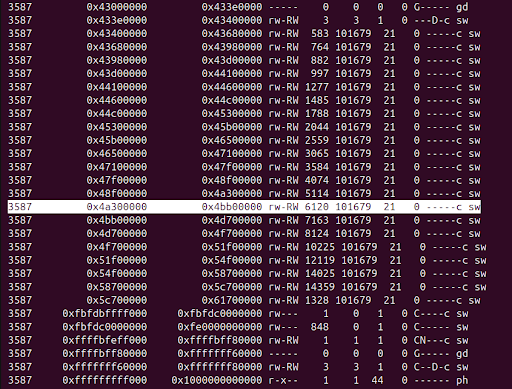 3587 0x43000000 0x433e0000 ----- 0 0 0 0 G----- gd
3587 0x433e0000 0x43400000 rw-RW 3 3 1 0 ---D-c sw
3587 0x43400000 0x43680000 rw-RW 583 101679 21 0 -----c sw
3587 0x43680000 0x43980000 rw-RW 764 101679 21 0 -----c sw
3587 0x43980000 0x43d00000 rw-RW 882 101679 21 0 -----c sw
3587 0x43d00000 0x44100000 rw-RW 997 101679 21 0 -----c sw
3587 0x44100000 0x44600000 rw-RW 1277 101679 21 0 -----c sw
3587 0x44600000 0x44c00000 rw-RW 1485 101679 21 0 -----c sw
3587 0x44c00000 0x45300000 rw-RW 1788 101679 21 0 -----c sw
3587 0x45300000 0x45b00000 rw-RW 2044 101679 21 0 -----c sw
3587 0x45b00000 0x46500000 rw-RW 2559 101679 21 0 -----c sw
3587 0x46500000 0x47100000 rw-RW 3065 101679 21 0 -----c sw
3587 0x47100000 0x47f00000 rw-RW 3584 101679 21 0 -----c sw
3587 0x47f00000 0x48f00000 rw-RW 4074 101679 21 0 -----c sw
3587 0x48f00000 0x4a300000 rw-RW 5114 101679 21 0 -----c sw
3587 0x4a300000 0x4bb00000 rw-RW 6120 101679 21 0 -----c sw
3587 0x4bb00000 0x4d700000 rw-RW 7163 101679 21 0 -----c sw
3587 0x4d700000 0x4f700000 rw-RW 8124 101679 21 0 -----c sw
3587 0x4f700000 0x51f00000 rw-RW 10225 101679 21 0 -----c sw
3587 0x51f00000 0x54f00000 rw-RW 12119 101679 21 0 -----c sw
3587 0x54f00000 0x58700000 rw-RW 14025 101679 21 0 -----c sw
3587 0x58700000 0x5c700000 rw-RW 14359 101679 21 0 -----c sw
3587 0x5c700000 0x61700000 rw-RW 1328 101679 21 0 -----c sw
3587 0xfbfdbffff000 0xfbfdc0000000 rw--- 0 0 1 0 C----c sw
3587 0xfbfdc0000000 0xfe0000000000 rw--- 848 0 1 0 C----c sw
3587 0xffffbfeff000 0xffffbff80000 rw-RW 1 1 1 0 CN---c sw
3587 0xffffbff80000 0xfffffff60000 ----- 0 0 0 0 G----- gd
3587 0xfffffff60000 0xfffffff80000 rw-RW 3 3 1 0 C--D-c sw
3587 0xfffffffff000 0x1000000000000 r-x-- 1 1 44 0 ------ ph